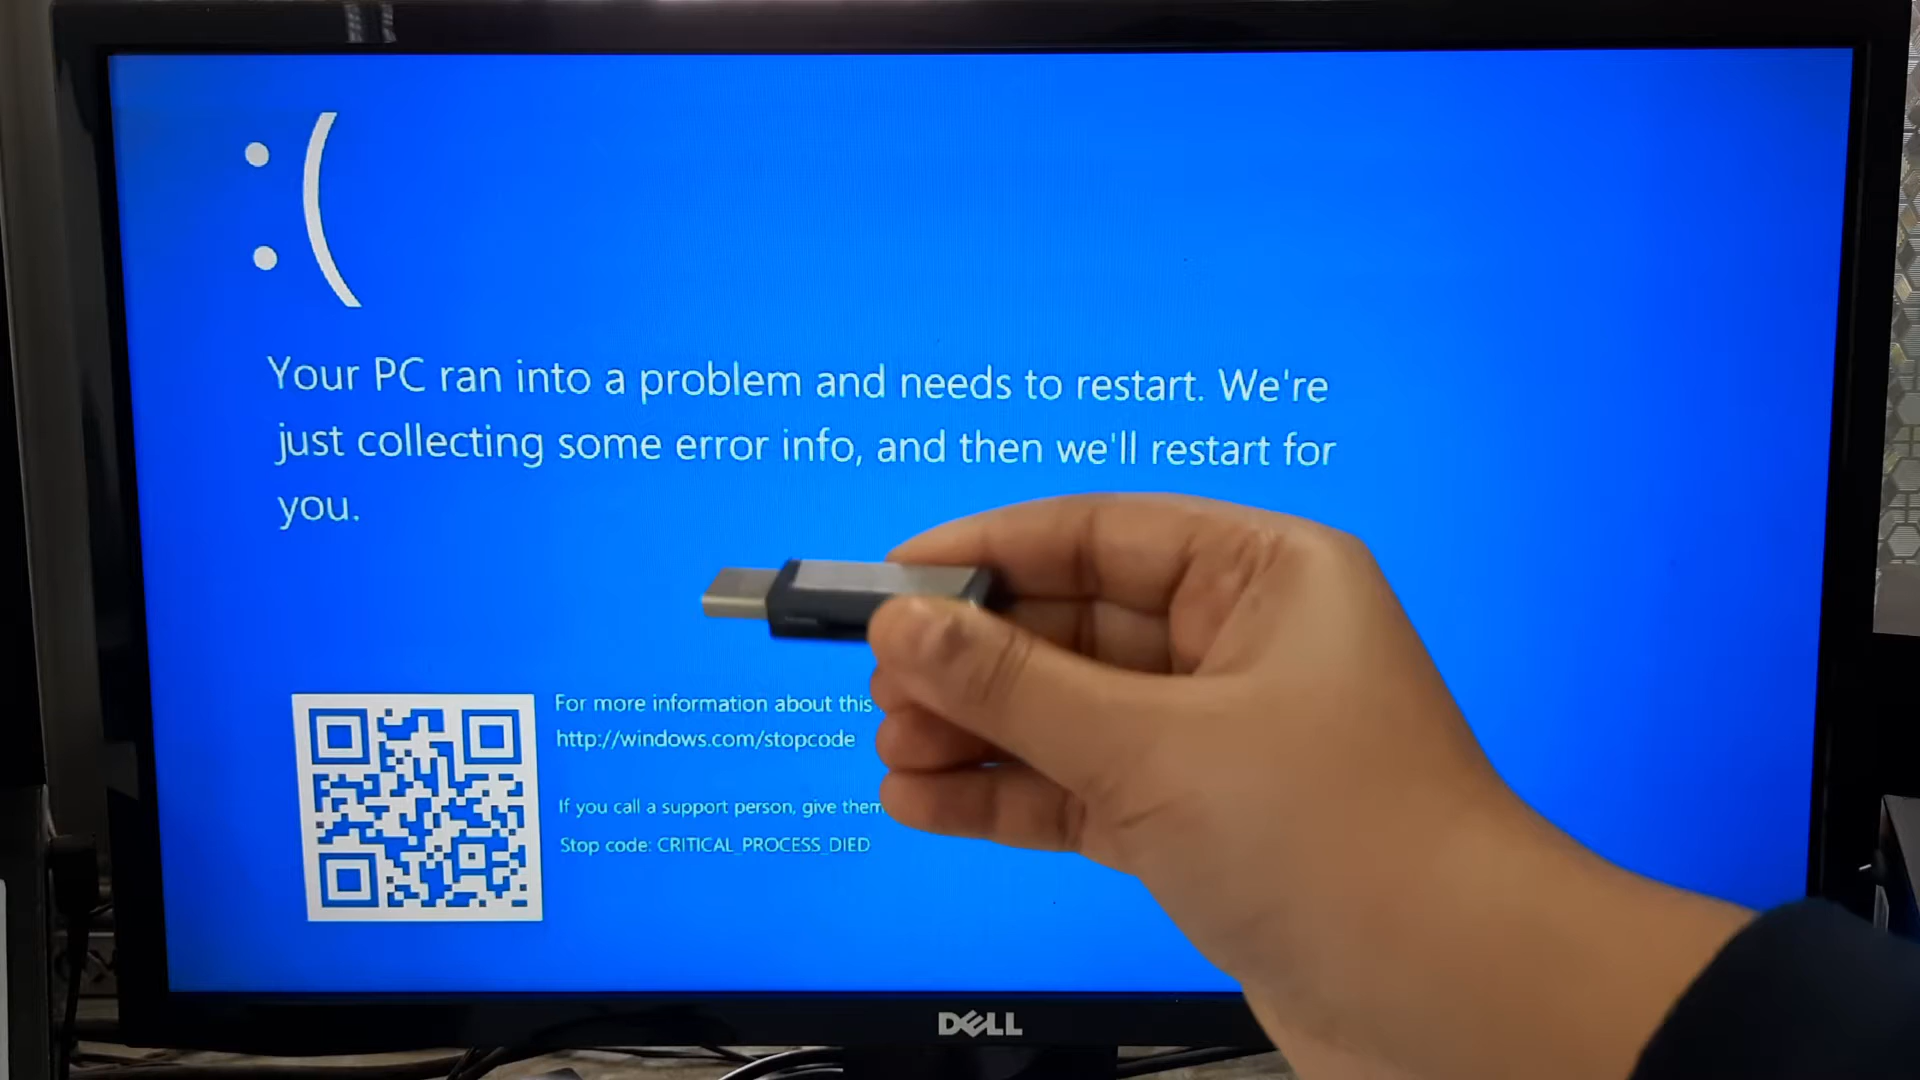 :(
Your PC ran into a problem and needs to restart. We're
just collecting some error info, and then we'll restart for
you.
For more information about this
http://windows.com/stopcode
If you call a support person, give them
Stop code: CRITICAL_PROCESS_DIED
DELL